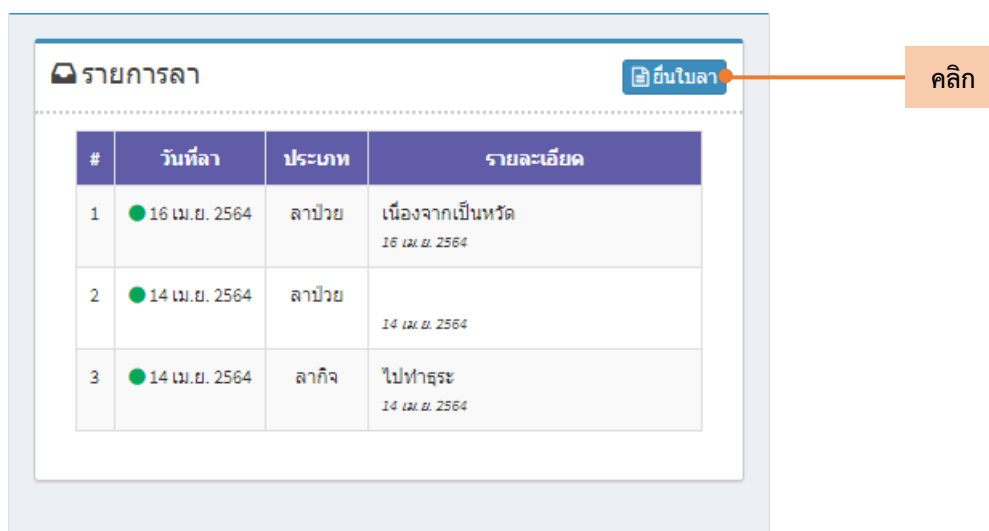 รายการลา
ยื่นใบลา
คลิก
# วันที่ลา ประเภท รายละเอียด
1 16 เม.ย. 2564 ลาป่วย เนื่องจากเป็นหวัด
16 เม.ย. 2564
2 14 เม.ย. 2564 ลาป่วย
14 เม.ย. 2564
3 14 เม.ย. 2564 ลากิจ ไปทำธุระ
14 เม.ย. 2564